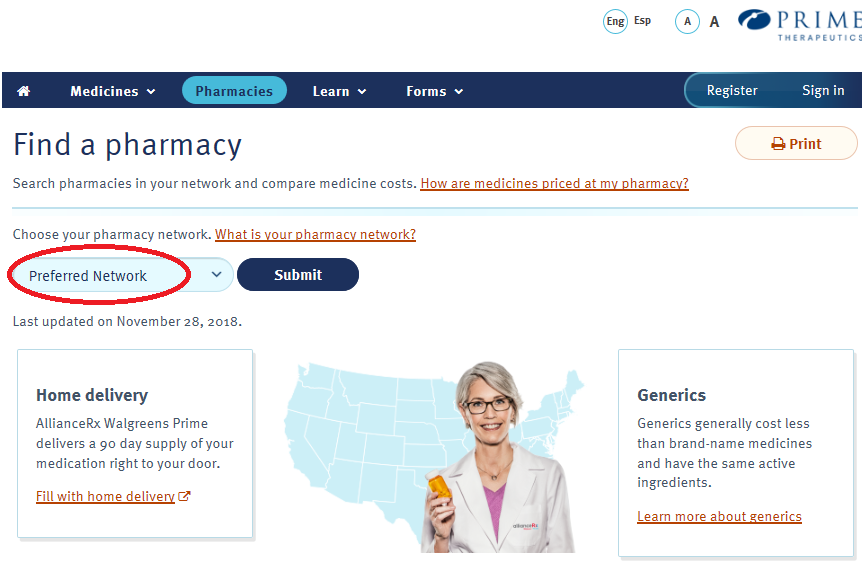 Eng Esp A A PRIME
THERAPEUTICS
Medicines Pharmacies Learn Forms Register Sign in
Find a pharmacy
Print
Search pharmacies in your network and compare medicine costs. How are medicines priced at my pharmacy?
Choose your pharmacy network. What is your pharmacy network?
Preferred Network Submit
Last updated on November 28, 2018.
Home delivery
AllianceRx Walgreens Prime
delivers a 90 day supply of your
medication right to your door.
Fill with home delivery
allianceRx
Generics
Generics generally cost less
than brand-name medicines
and have the same active
ingredients.
Learn more about generics